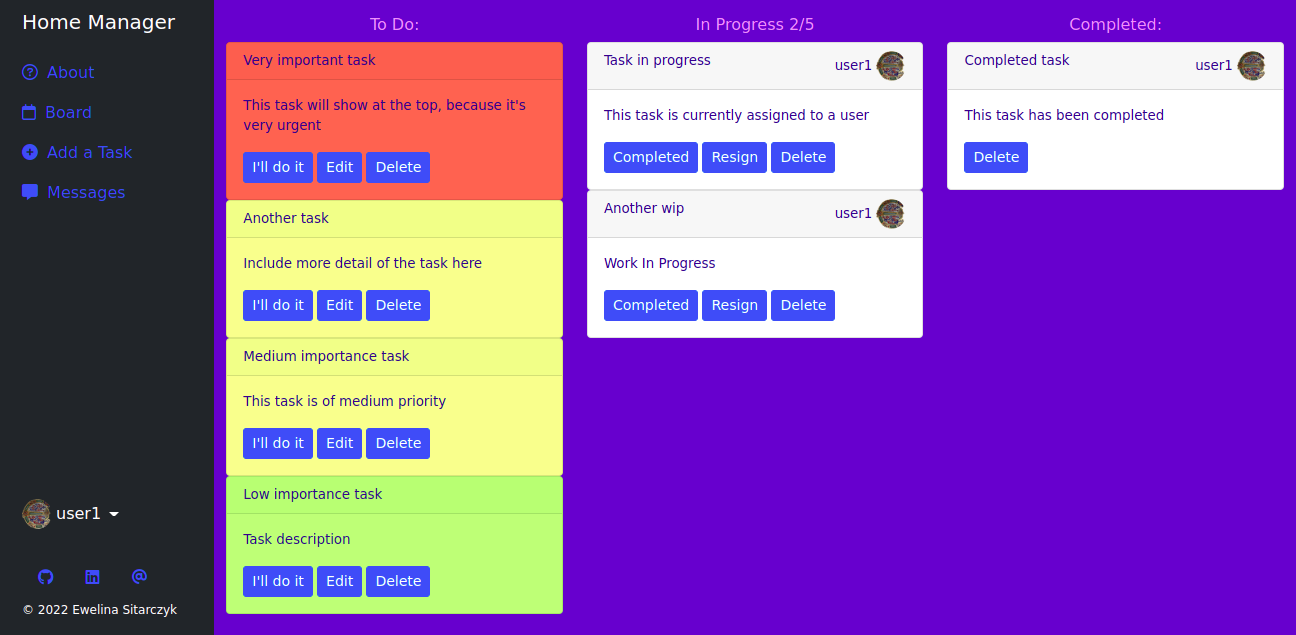 Home Manager
About
Board
Add a Task
Messages
user1
© 2022 Ewelina Sitarczyk
To Do:
Very important task
This task will show at the top, because it's
very urgent
I'll do it Edit Delete
Another task
Include more detail of the task here
I'll do it Edit Delete
Medium importance task
This task is of medium priority
I'll do it Edit Delete
Low importance task
Task description
I'll do it Edit Delete
In Progress 2/5
Task in progress user1
This task is currently assigned to a user
Completed Resign Delete
Another wip user1
Work In Progress
Completed Resign Delete
Completed:
Completed task user1
This task has been completed
Delete